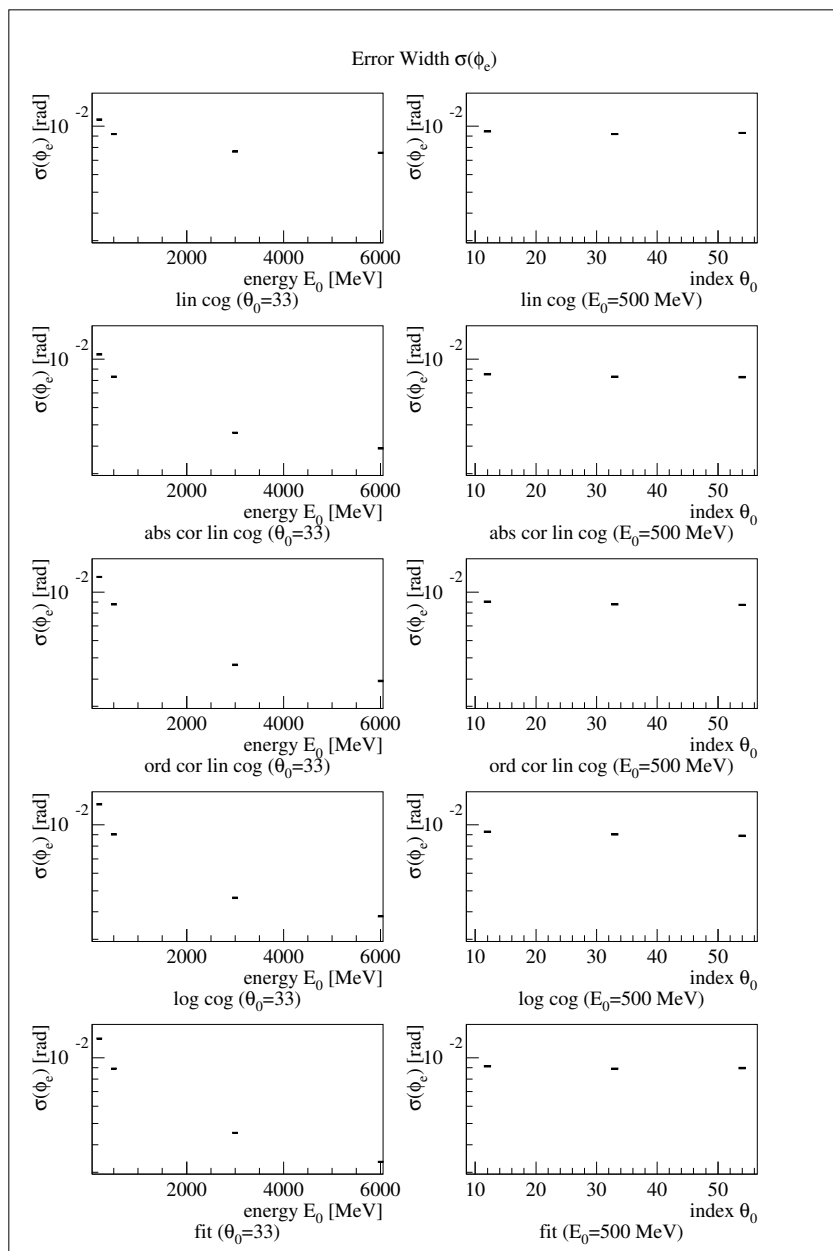 Error Width σ(ϕe)
σ(ϕe) [rad]
10 -2
2000 4000 6000
energy E0 [MeV]
lin cog (θ0=33)
σ(ϕe) [rad]
10 -2
10 20 30 40 50
index θ0
lin cog (E0=500 MeV)
σ(ϕe) [rad]
10 -2
2000 4000 6000
energy E0 [MeV]
abs cor lin cog (θ0=33)
σ(ϕe) [rad]
10 -2
10 20 30 40 50
index θ0
abs cor lin cog (E0=500 MeV)
σ(ϕe) [rad]
10 -2
2000 4000 6000
energy E0 [MeV]
ord cor lin cog (θ0=33)
σ(ϕe) [rad]
10 -2
10 20 30 40 50
index θ0
ord cor lin cog (E0=500 MeV)
σ(ϕe) [rad]
10 -2
2000 4000 6000
energy E0 [MeV]
log cog (θ0=33)
σ(ϕe) [rad]
10 -2
10 20 30 40 50
index θ0
log cog (E0=500 MeV)
σ(ϕe) [rad]
10 -2
2000 4000 6000
energy E0 [MeV]
fit (θ0=33)
σ(ϕe) [rad]
10 -2
10 20 30 40 50
index θ0
fit (E0=500 MeV)